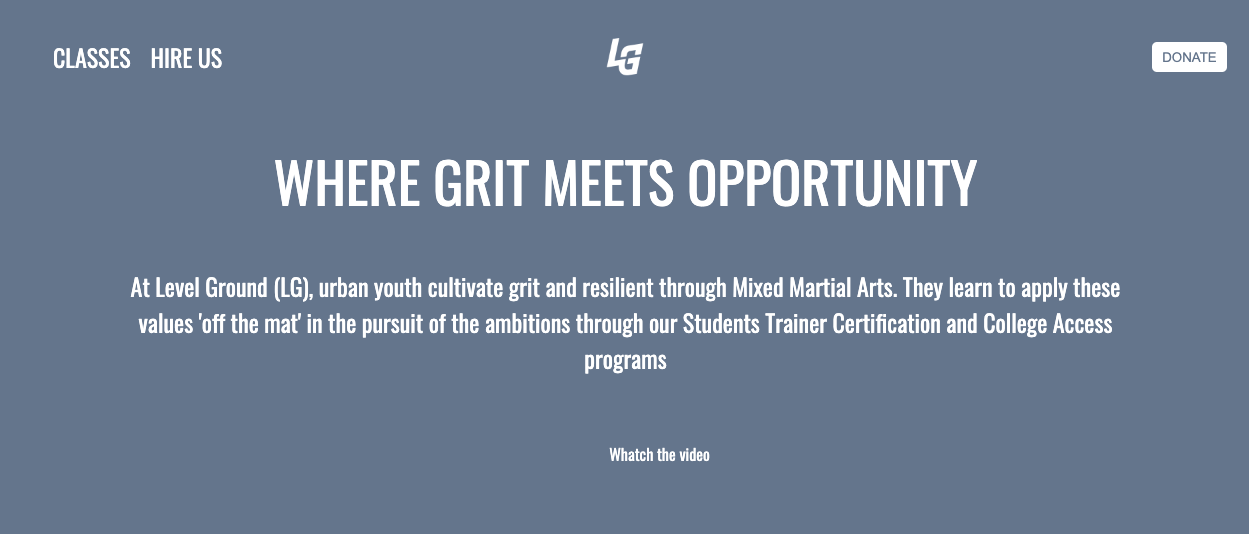 CLASSES HIRE US
LG
DONATE
WHERE GRIT MEETS OPPORTUNITY
At Level Ground (LG), urban youth cultivate grit and resilient through Mixed Martial Arts. They learn to apply these
values 'off the mat' in the pursuit of the ambitions through our Students Trainer Certification and College Access
programs
Whatch the video